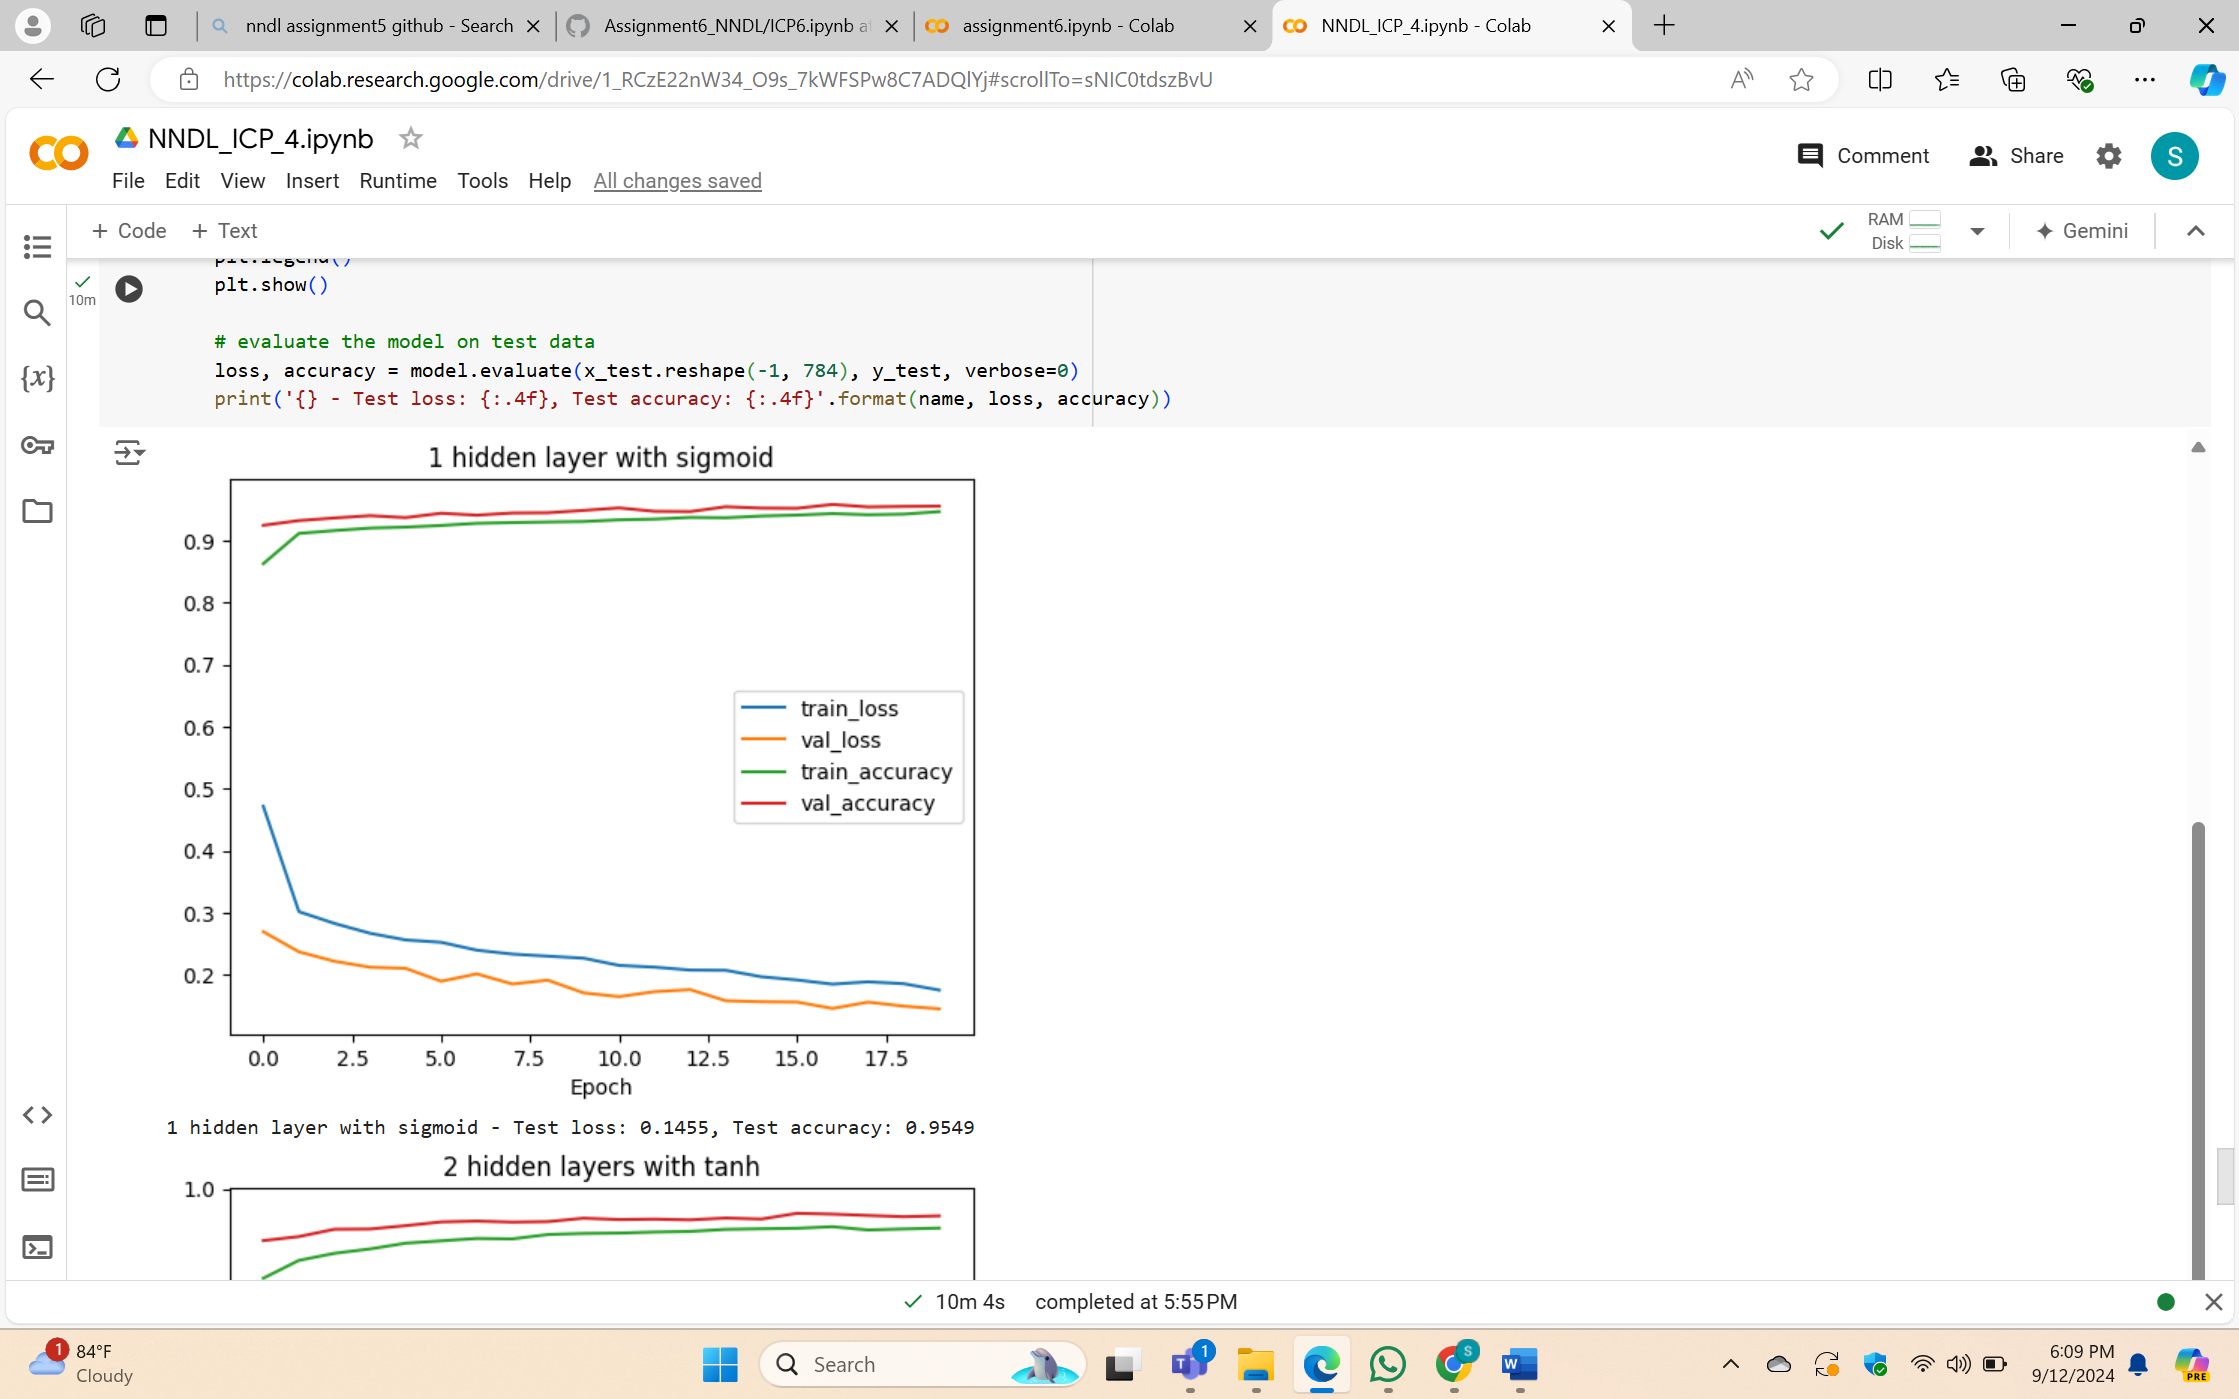 nndl assignment5 github - Search
Assignment6_NNDL/ICP6.ipynb at
assignment6.ipynb - Colab
NNDL_ICP_4.ipynb - Colab
https://colab.research.google.com/drive/1_RCzE22nW34_O9s_7kWFSPw8C7ADQlYj#scrollTo=sNIC0tdszBvU
NNDL_ICP_4.ipynb
Comment
Share
S
File Edit View Insert Runtime Tools Help All changes saved
+ Code + Text
RAM
Disk
Gemini
plt.legend()
10m
plt.show()
# evaluate the model on test data
loss, accuracy = model.evaluate(x_test.reshape(-1, 784), y_test, verbose=0)
print('{} - Test loss: {:.4f}, Test accuracy: {:.4f}'.format(name, loss, accuracy))
1 hidden layer with sigmoid
0.9
0.8
0.7
0.6
0.5
0.4
0.3
0.2
train_loss
val_loss
train_accuracy
val_accuracy
0.0 2.5 5.0 7.5 10.0 12.5 15.0 17.5
Epoch
1 hidden layer with sigmoid - Test loss: 0.1455, Test accuracy: 0.9549
2 hidden layers with tanh
1.0
10m 4s completed at 5:55 PM
1
84°F
Cloudy
Search
1
S
6:09 PM
9/12/2024
PRE